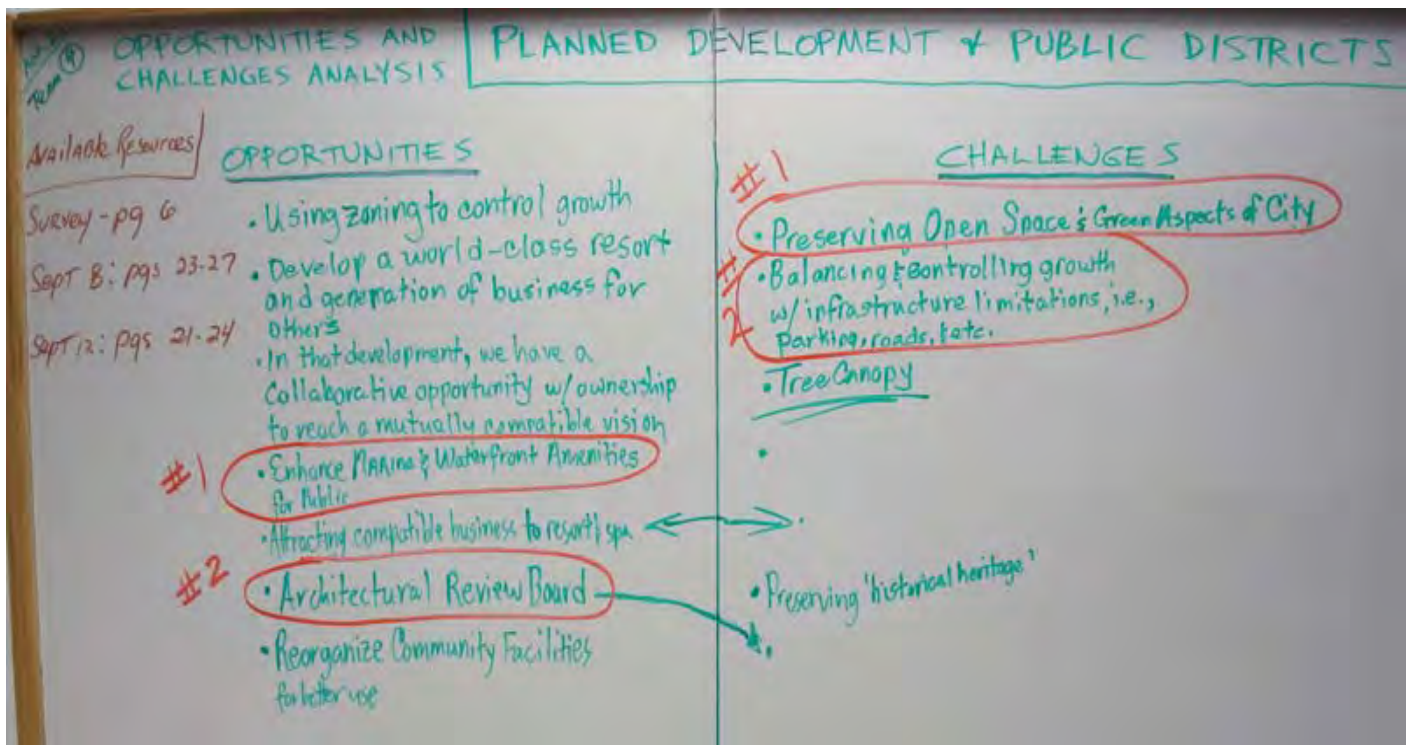 Team 4
OPPORTUNITIES AND
CHALLENGES ANALYSIS
PLANNED DEVELOPMENT & PUBLIC DISTRICTS
Available Resources
Survey - pg 6
Sept 8: pgs 23-27
Sept 12: pgs 21-24
OPPORTUNITIES
• Using zoning to control growth
• Develop a world-class resort
and generation of business for
others
• In that development, we have a
Collaborative opportunity w/ ownership
to reach a mutually compatible vision
#1
• Enhance Marina & Waterfront Amenities
for Public
• Attracting compatible business to resort/spa
#2
• Architectural Review Board
• Reorganize Community Facilities
for better use
CHALLENGES
#1
• Preserving Open Space & Green Aspects of City
#2
• Balancing & controlling growth
w/ infrastructure limitations, i.e.,
parking, roads, & etc.
• Tree Canopy
•
•
• Preserving 'historical heritage'
•